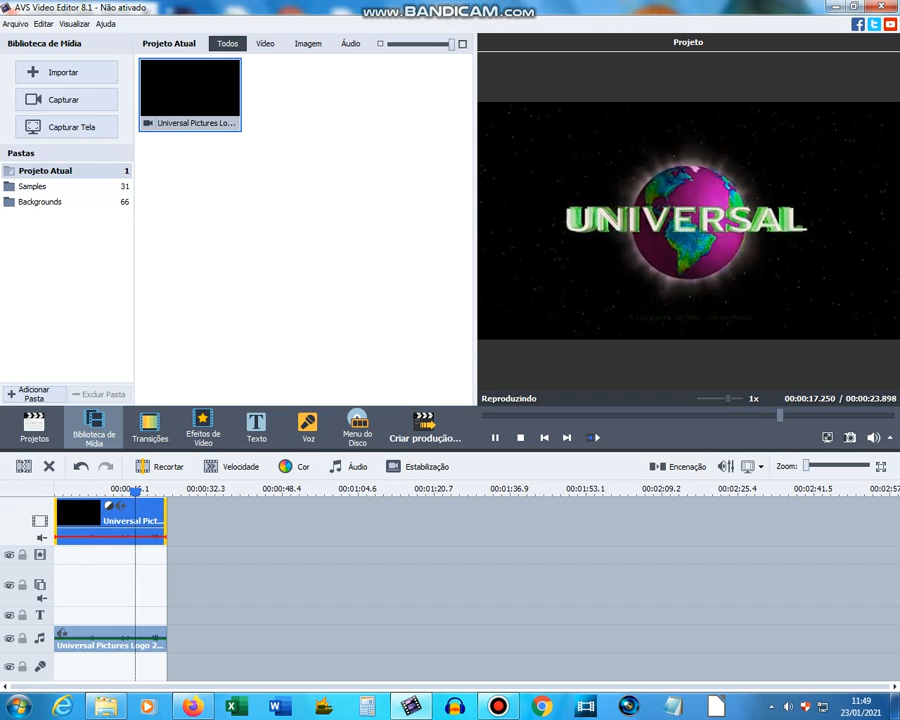 AVS Video Editor 8.1 - Não ativado
www.BANDICAM.com
Arquivo Editar Visualizar Ajuda
Biblioteca de Mídia
Projeto Atual Todos Vídeo Imagem Áudio
Projeto
Importar
Capturar
Capturar Tela
Universal Pictures Lo...
Pastas
Projeto Atual 1
Samples 31
Backgrounds 66
UNIVERSAL
Adicionar Pasta
Excluir Pasta
Reproduzindo 1x 00:00:17.250 / 00:00:23.898
Projetos
Biblioteca de Mídia
Transições
Efeitos de Vídeo
Texto
Voz
Menu do Disco
Criar produção...
Recortar Velocidade Cor Áudio Estabilização Encenação Zoom:
00:00:32.3 00:00:48.4 00:01:04.6 00:01:20.7 00:01:36.9 00:01:53.1 00:02:09.2 00:02:25.4 00:02:41.5 00:02:57
Universal Pict...
T
Universal Pictures Logo 2...
11:49
23/01/2021